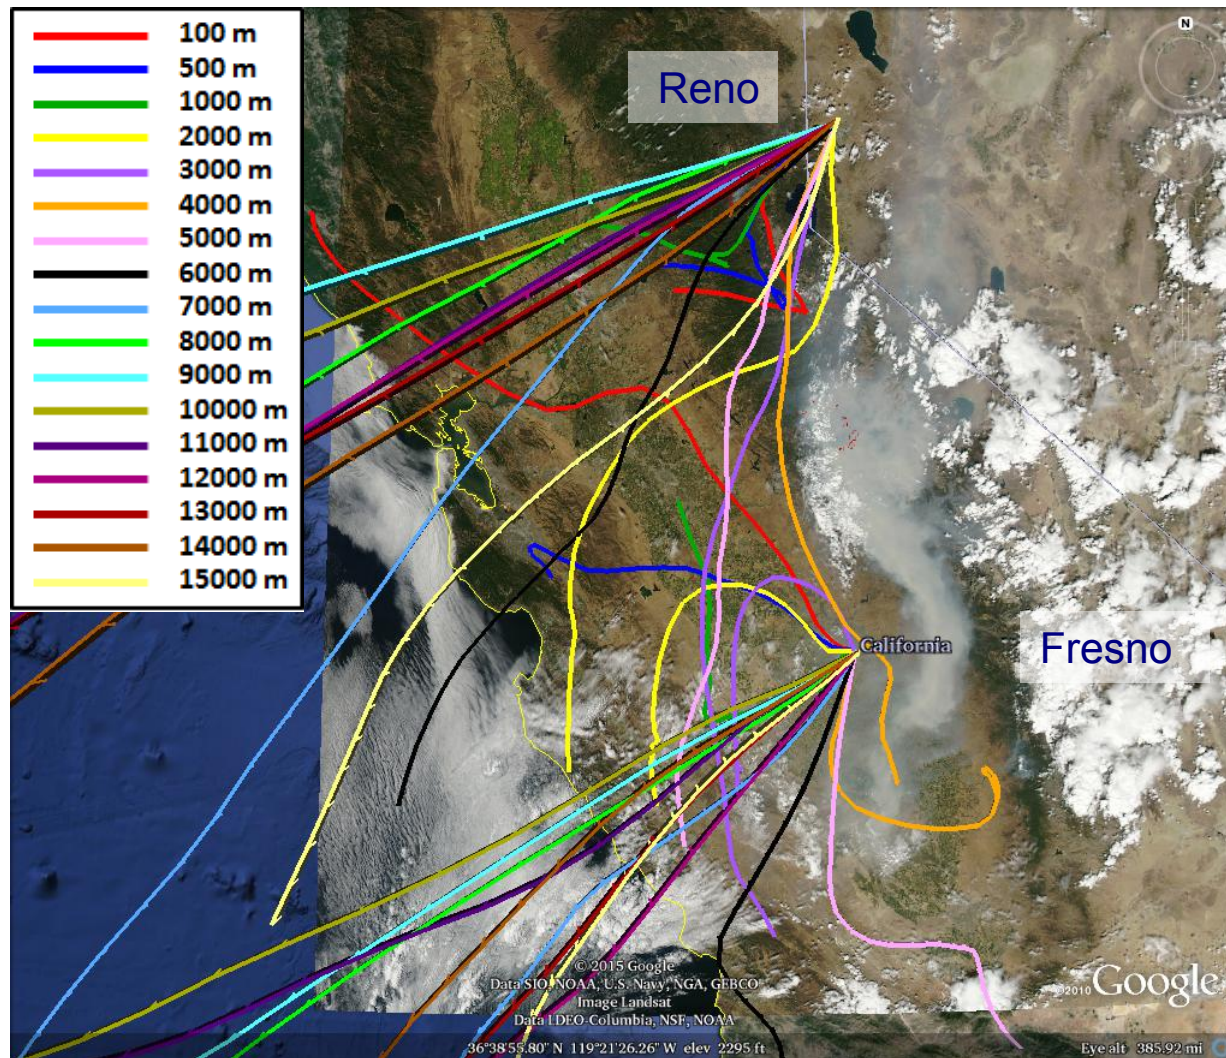 100 m
500 m
1000 m
2000 m
3000 m
4000 m
5000 m
6000 m
7000 m
8000 m
9000 m
10000 m
11000 m
12000 m
13000 m
14000 m
15000 m
N
Reno
California
Fresno
© 2015 Google
Data SIO, NOAA, U.S. Navy, NGA, GEBCO
Image Landsat
Data LDEO-Columbia, NSF, NOAA
©2010 Google
36°38'55.80" N 119°21'26.26" W elev 2295 ft
Eye alt 385.92 mi